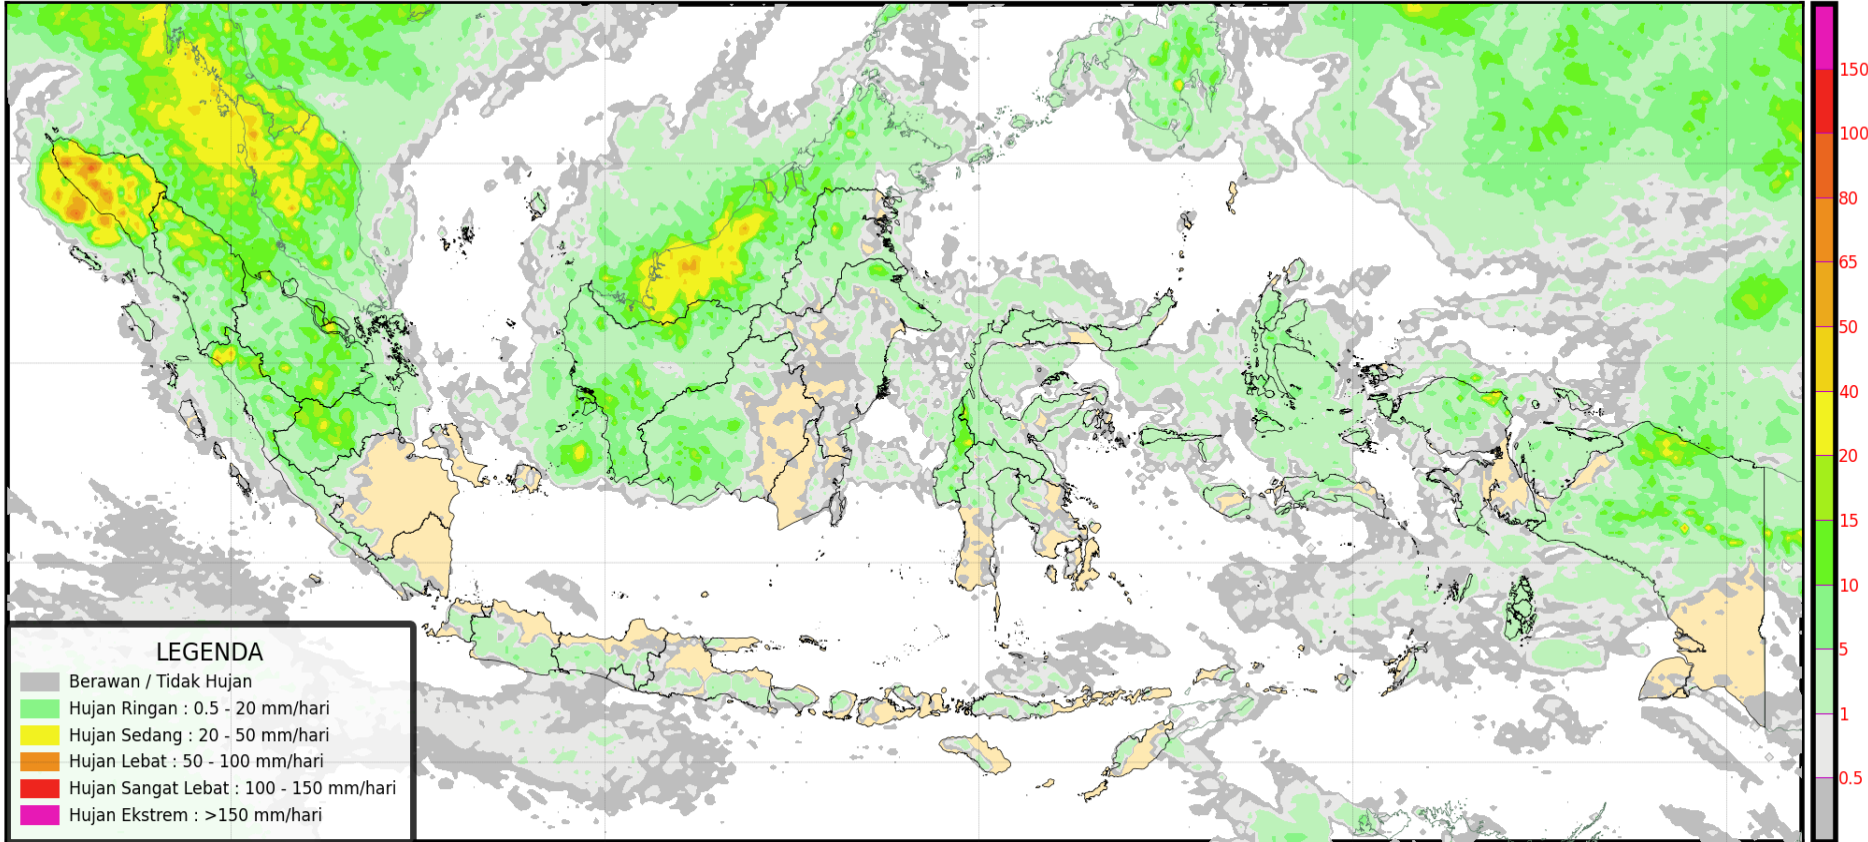 LEGENDA
Berawan / Tidak Hujan
Hujan Ringan : 0.5 - 20 mm/hari
Hujan Sedang : 20 - 50 mm/hari
Hujan Lebat : 50 - 100 mm/hari
Hujan Sangat Lebat : 100 - 150 mm/hari
Hujan Ekstrem : >150 mm/hari
150
100
80
65
50
40
20
15
10
5
1
0.5